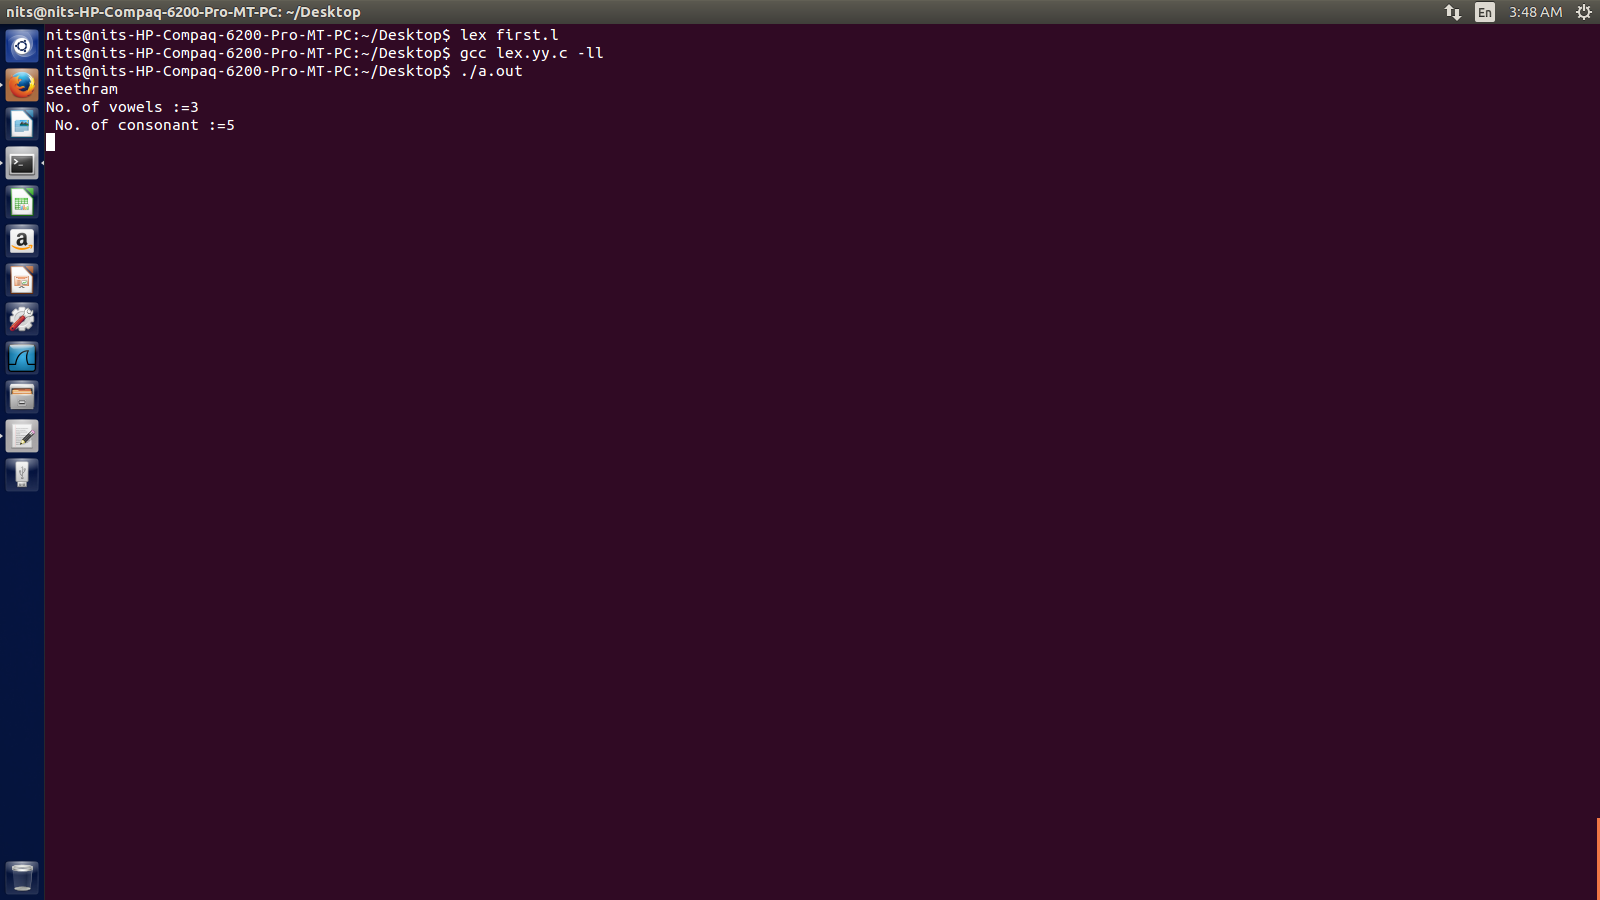 nits@nits-HP-Compaq-6200-Pro-MT-PC: ~/Desktop
En
3:48 AM
nits@nits-HP-Compaq-6200-Pro-MT-PC:~/Desktop$ lex first.l
nits@nits-HP-Compaq-6200-Pro-MT-PC:~/Desktop$ gcc lex.yy.c -ll
nits@nits-HP-Compaq-6200-Pro-MT-PC:~/Desktop$ ./a.out
seethram
No. of vowels :=3
 No. of consonant :=5
a